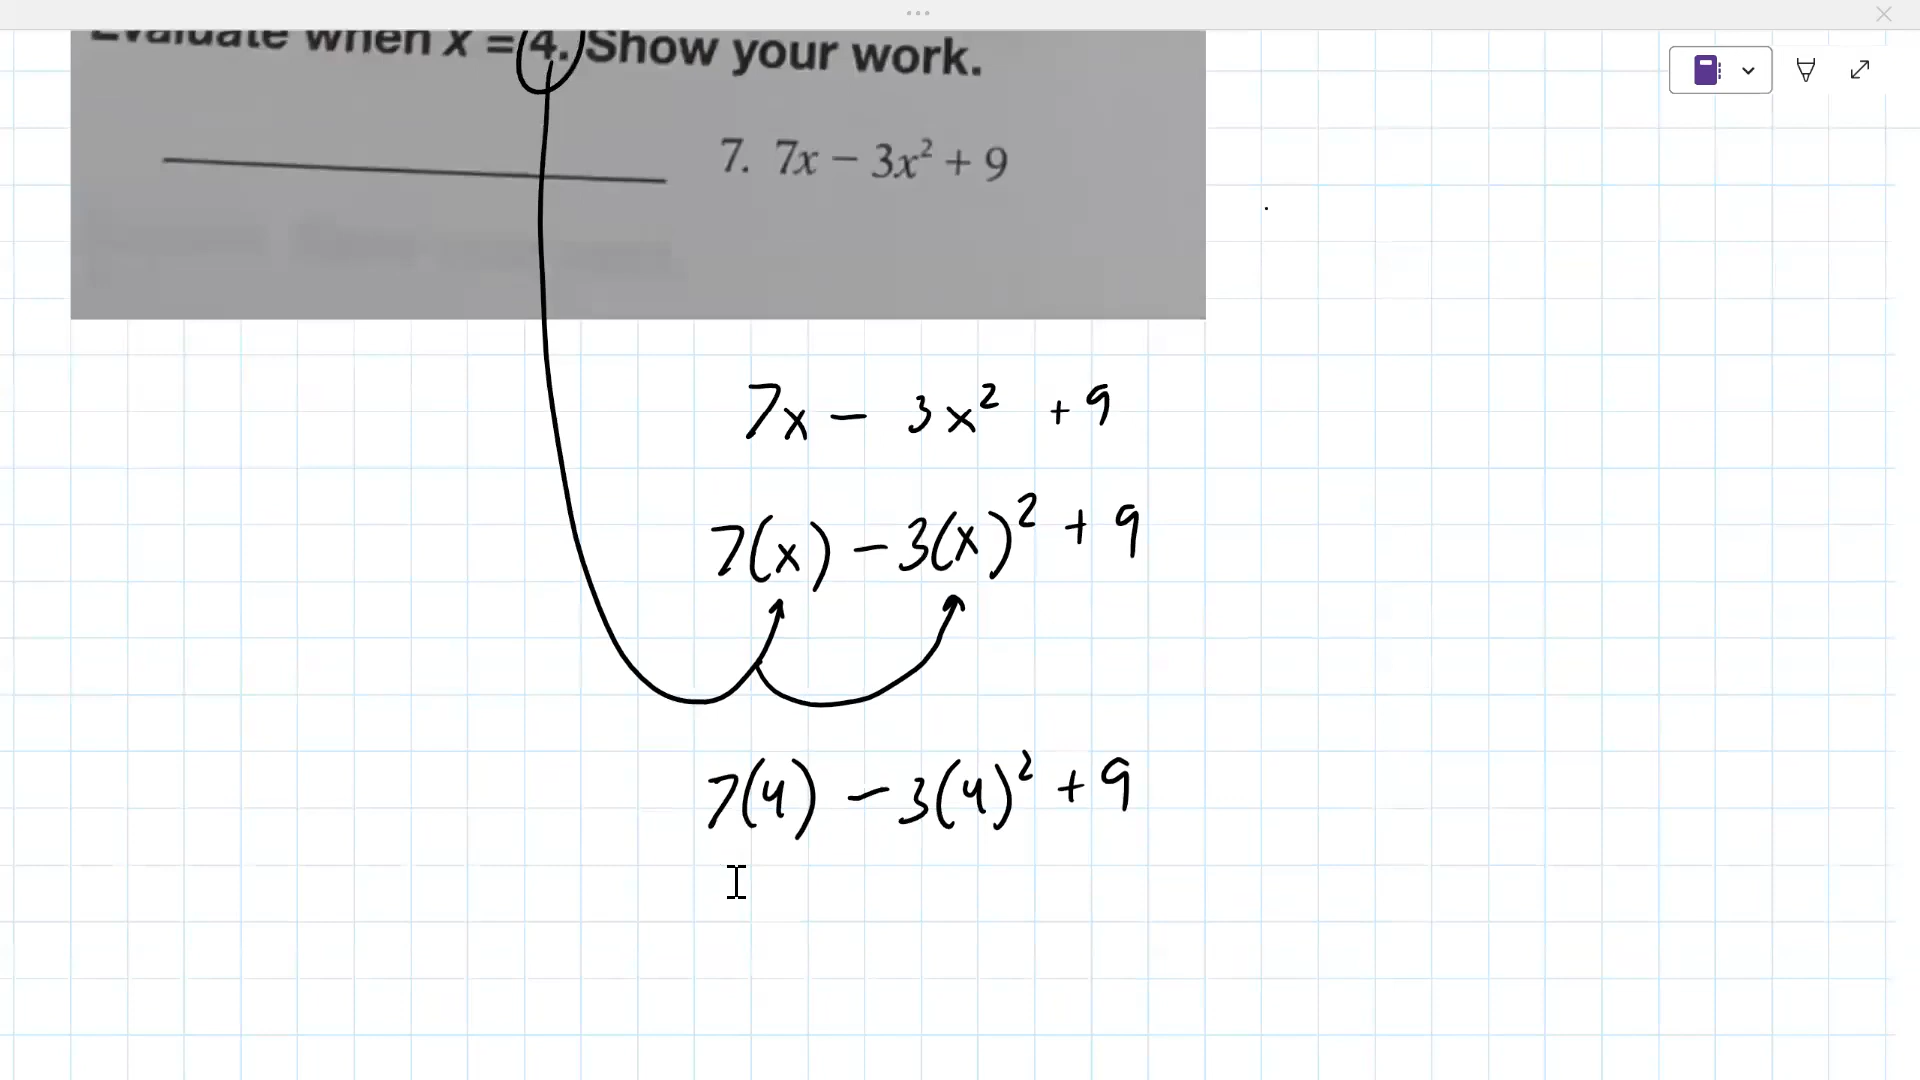 Evaluate when x = 4. Show your work.
7. 7x − 3x² + 9
7x − 3x² + 9
7(x) − 3(x)² + 9
7(4) − 3(4)² + 9